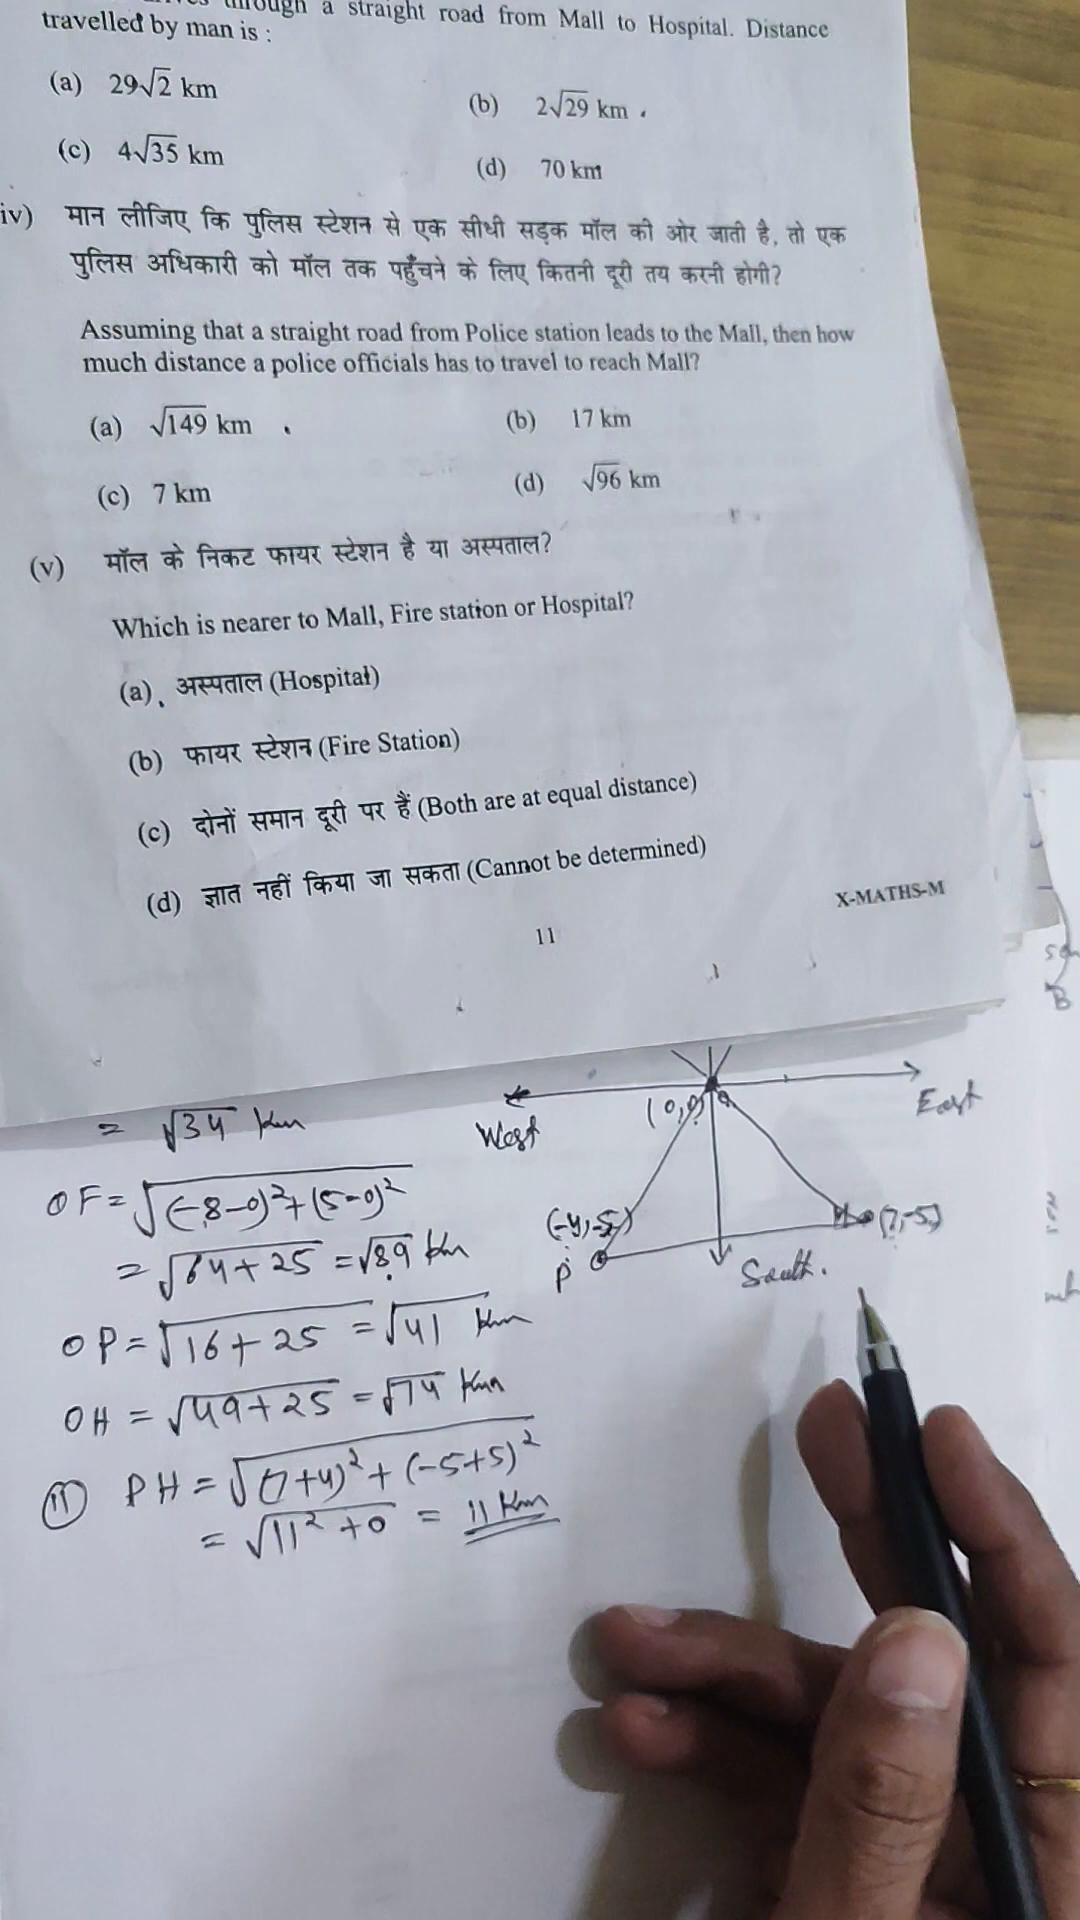 through a straight road from Mall to Hospital. Distance
travelled by man is :
(a) 29√2 km
(b) 2√29 km .
(c) 4√35 km
(d) 70 km
iv) मान लीजिए कि पुलिस स्टेशन से एक सीधी सड़क मॉल की ओर जाती है, तो एक
पुलिस अधिकारी को मॉल तक पहुँचने के लिए कितनी दूरी तय करनी होगी?
Assuming that a straight road from Police station leads to the Mall, then how
much distance a police officials has to travel to reach Mall?
(a) √149 km .
(b) 17 km
(c) 7 km
(d) √96 km
(v) मॉल के निकट फायर स्टेशन है या अस्पताल?
Which is nearer to Mall, Fire station or Hospital?
(a) अस्पताल (Hospital)
(b) फायर स्टेशन (Fire Station)
(c) दोनों समान दूरी पर हैं (Both are at equal distance)
(d) ज्ञात नहीं किया जा सकता (Cannot be determined)
X-MATHS-M
11
= √34 Km
West
(0,0)
East
OF = √(-8-0)²+(5-0)²
= √64+25 = √89 km
(-4,-5)
P
(7,-5)
South.
OP = √16+25 = √41 Km
OH = √49+25 = √74 Km
(ii) PH = √(7+4)²+(-5+5)²
= √11²+0 = 11 Km